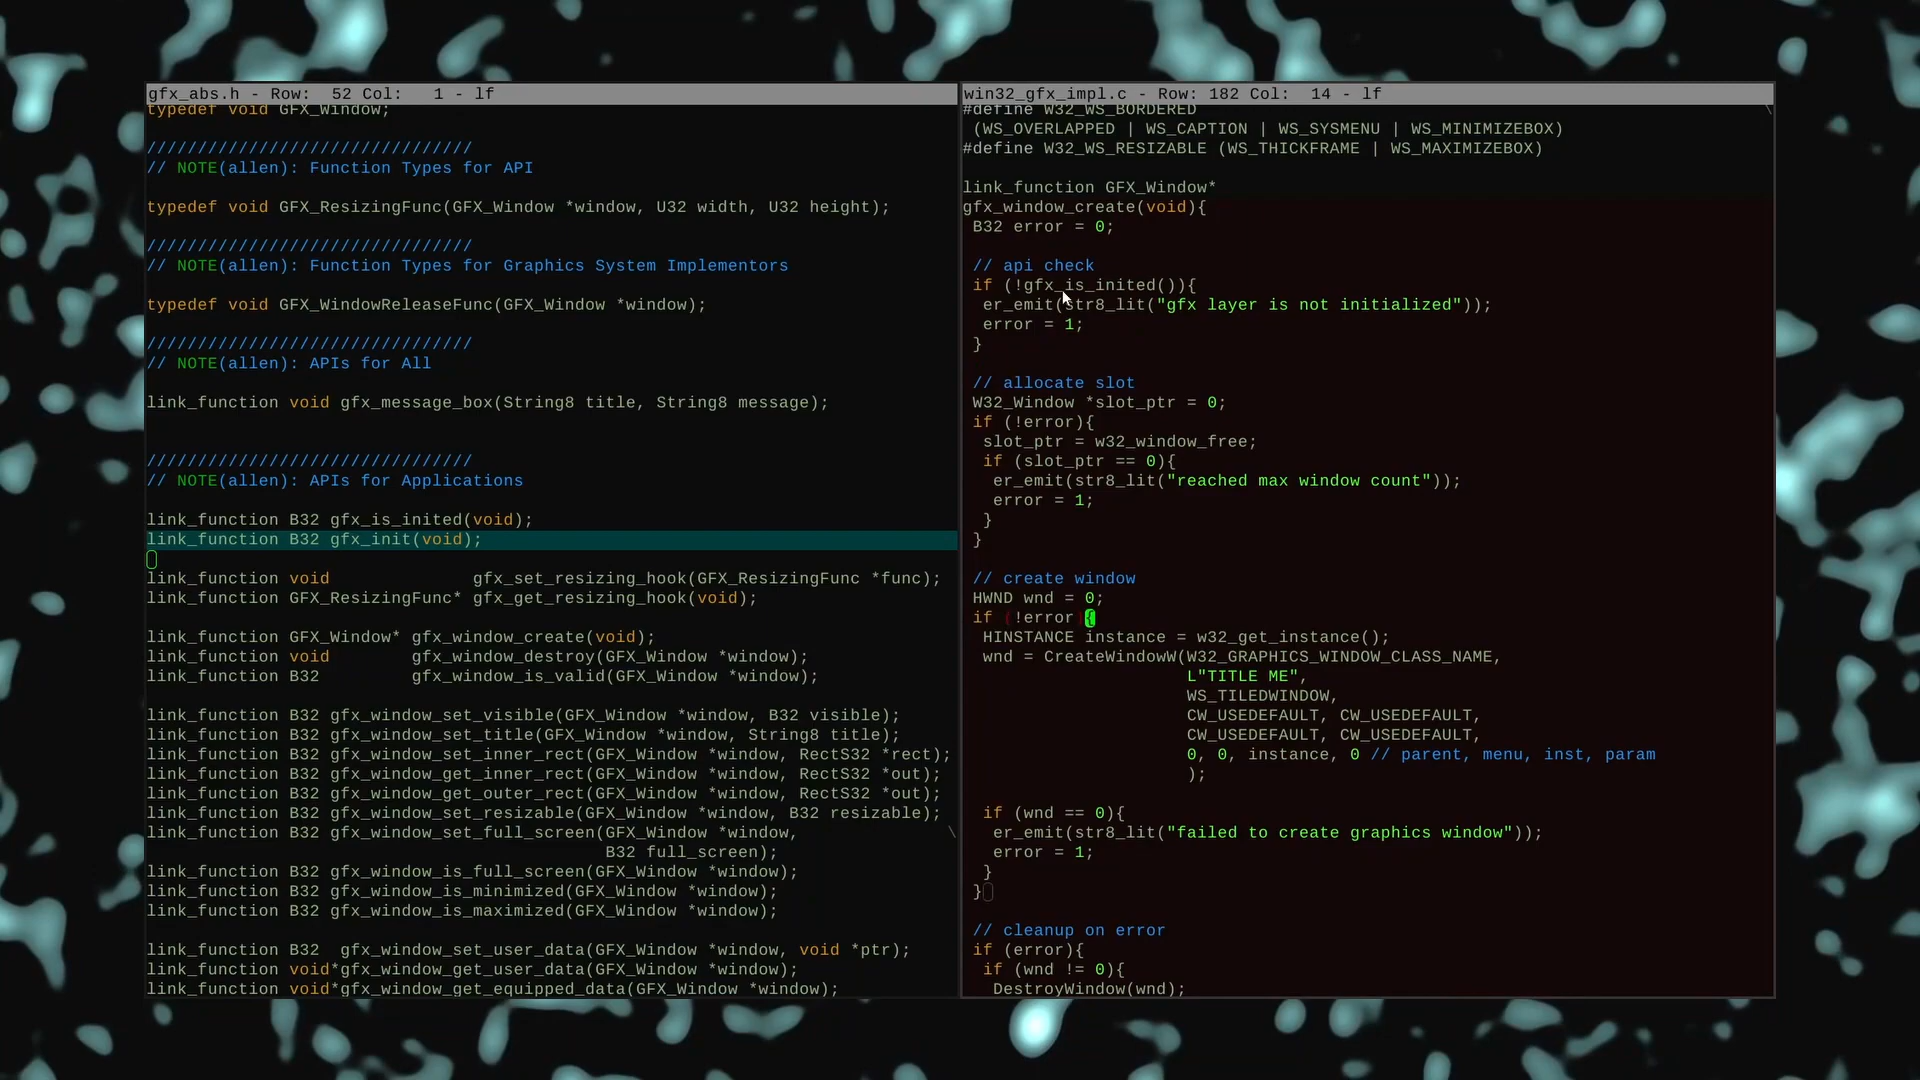 gfx_abs.h - Row:  52 Col:   1 - lf
typedef void GFX_Window;
////////////////////////////////
// NOTE(allen): Function Types for API
typedef void GFX_ResizingFunc(GFX_Window *window, U32 width, U32 height);
////////////////////////////////
// NOTE(allen): Function Types for Graphics System Implementors
typedef void GFX_WindowReleaseFunc(GFX_Window *window);
////////////////////////////////
// NOTE(allen): APIs for All
link_function void gfx_message_box(String8 title, String8 message);
////////////////////////////////
// NOTE(allen): APIs for Applications
link_function B32 gfx_is_inited(void);
link_function B32 gfx_init(void);
link_function void              gfx_set_resizing_hook(GFX_ResizingFunc *func);
link_function GFX_ResizingFunc* gfx_get_resizing_hook(void);
link_function GFX_Window* gfx_window_create(void);
link_function void        gfx_window_destroy(GFX_Window *window);
link_function B32         gfx_window_is_valid(GFX_Window *window);
link_function B32 gfx_window_set_visible(GFX_Window *window, B32 visible);
link_function B32 gfx_window_set_title(GFX_Window *window, String8 title);
link_function B32 gfx_window_set_inner_rect(GFX_Window *window, RectS32 *rect);
link_function B32 gfx_window_get_inner_rect(GFX_Window *window, RectS32 *out);
link_function B32 gfx_window_get_outer_rect(GFX_Window *window, RectS32 *out);
link_function B32 gfx_window_set_resizable(GFX_Window *window, B32 resizable);
link_function B32 gfx_window_set_full_screen(GFX_Window *window, \
B32 full_screen);
link_function B32 gfx_window_is_full_screen(GFX_Window *window);
link_function B32 gfx_window_is_minimized(GFX_Window *window);
link_function B32 gfx_window_is_maximized(GFX_Window *window);
link_function B32  gfx_window_set_user_data(GFX_Window *window, void *ptr);
link_function void*gfx_window_get_user_data(GFX_Window *window);
link_function void*gfx_window_get_equipped_data(GFX_Window *window);
win32_gfx_impl.c - Row: 182 Col:  14 - lf
#define W32_WS_BORDERED \
(WS_OVERLAPPED | WS_CAPTION | WS_SYSMENU | WS_MINIMIZEBOX)
#define W32_WS_RESIZABLE (WS_THICKFRAME | WS_MAXIMIZEBOX)
link_function GFX_Window*
gfx_window_create(void){
B32 error = 0;
// api check
if (!gfx_is_inited()){
er_emit(str8_lit("gfx layer is not initialized"));
error = 1;
}
// allocate slot
W32_Window *slot_ptr = 0;
if (!error){
slot_ptr = w32_window_free;
if (slot_ptr == 0){
er_emit(str8_lit("reached max window count"));
error = 1;
}
}
// create window
HWND wnd = 0;
if (!error){
HINSTANCE instance = w32_get_instance();
wnd = CreateWindowW(W32_GRAPHICS_WINDOW_CLASS_NAME,
L"TITLE ME",
WS_TILEDWINDOW,
CW_USEDEFAULT, CW_USEDEFAULT,
CW_USEDEFAULT, CW_USEDEFAULT,
0, 0, instance, 0 // parent, menu, inst, param
);
if (wnd == 0){
er_emit(str8_lit("failed to create graphics window"));
error = 1;
}
}
// cleanup on error
if (error){
if (wnd != 0){
DestroyWindow(wnd);